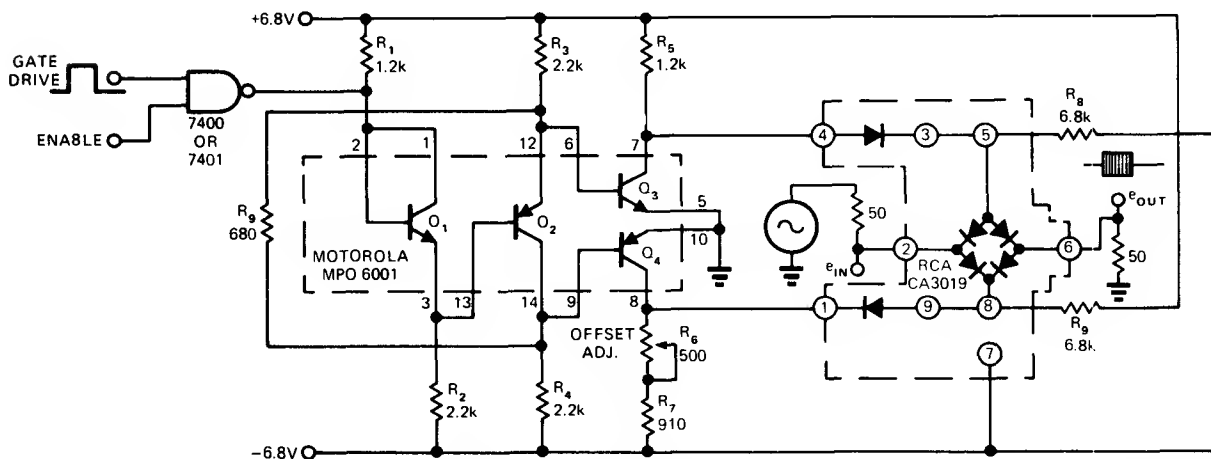 +6.8V
R1
1.2k
R3
2.2k
R5
1.2k
GATE
DRIVE
ENA8LE
7400
OR
7401
2
1
12
6
7
4
3
5
R8
6.8k
R9
680
Q1
Q2
Q3
5
10
Q4
MOTOROLA
MPO 6001
3
13
14
9
8
50
2
eIN
RCA
CA3019
6
eOUT
50
OFFSET
ADJ.
R6
500
1
9
8
R9
6.8k
7
R2
2.2k
R4
2.2k
R7
910
−6.8V